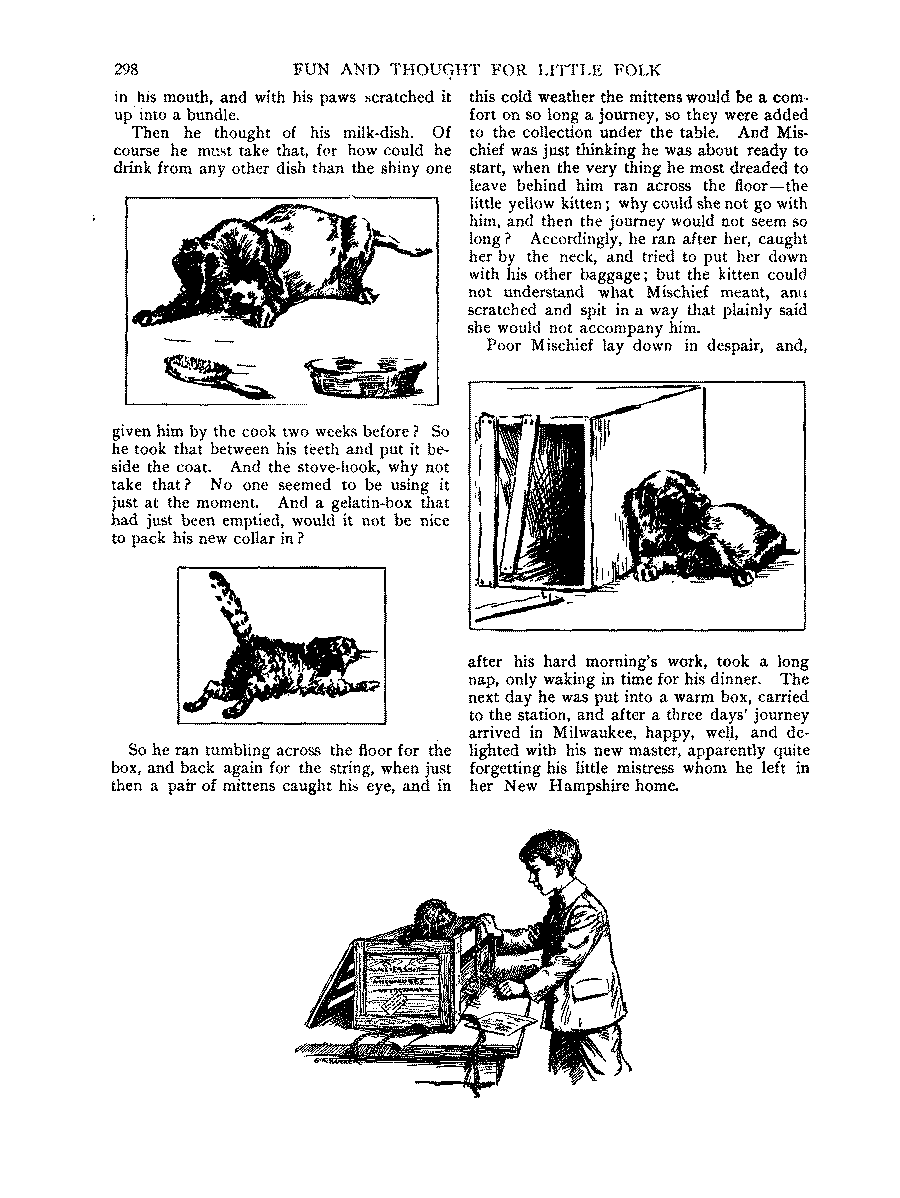 298
FUN AND THOUGHT FOR LITTLE FOLK
in his mouth, and with his paws scratched it
up into a bundle.
Then he thought of his milk-dish. Of
course he must take that, for how could he
drink from any other dish than the shiny one
given him by the cook two weeks before? So
he took that between his teeth and put it be-
side the coat. And the stove-hook, why not
take that? No one seemed to be using it
just at the moment. And a gelatin-box that
had just been emptied, would it not be nice
to pack his new collar in?
So he ran tumbling across the floor for the
box, and back again for the string, when just
then a pair of mittens caught his eye, and in
this cold weather the mittens would be a com-
fort on so long a journey, so they were added
to the collection under the table. And Mis-
chief was just thinking he was about ready to
start, when the very thing he most dreaded to
leave behind him ran across the floor—the
little yellow kitten; why could she not go with
him, and then the journey would not seem so
long? Accordingly, he ran after her, caught
her by the neck, and tried to put her down
with his other baggage; but the kitten could
not understand what Mischief meant, and
scratched and spit in a way that plainly said
she would not accompany him.
Poor Mischief lay down in despair, and,
after his hard morning's work, took a long
nap, only waking in time for his dinner. The
next day he was put into a warm box, carried
to the station, and after a three days' journey
arrived in Milwaukee, happy, well, and de-
lighted with his new master, apparently quite
forgetting his little mistress whom he left in
her New Hampshire home.